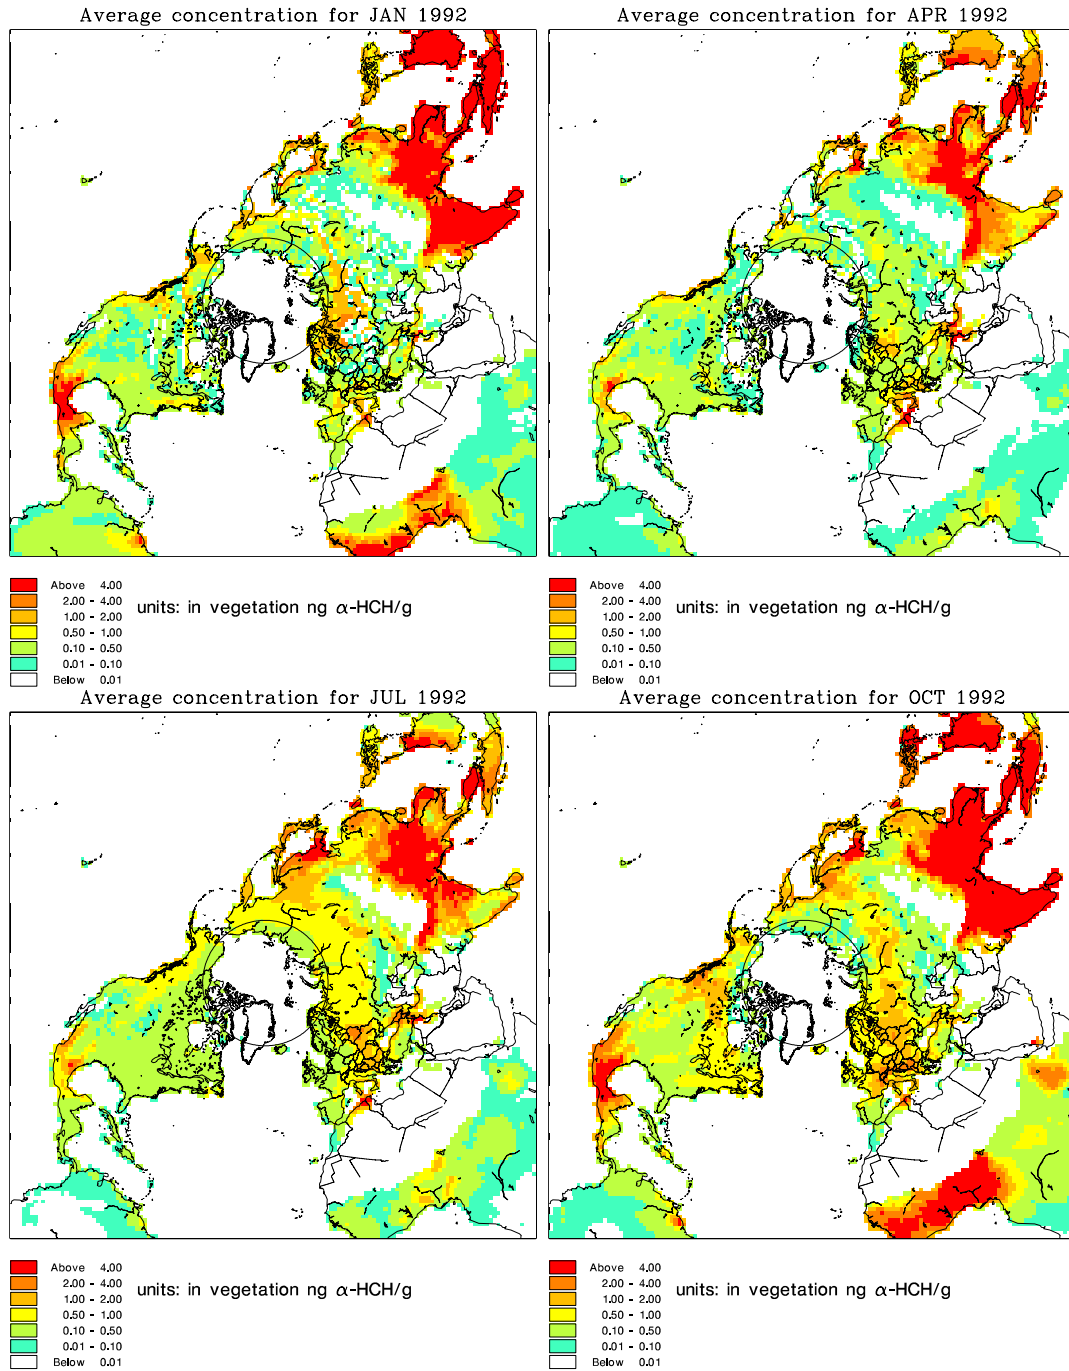 Average concentration for JAN 1992
Average concentration for APR 1992
Above 4.00
2.00 - 4.00
1.00 - 2.00
0.50 - 1.00
0.10 - 0.50
0.01 - 0.10
Below 0.01
units: in vegetation ng α-HCH/g
Above 4.00
2.00 - 4.00
1.00 - 2.00
0.50 - 1.00
0.10 - 0.50
0.01 - 0.10
Below 0.01
units: in vegetation ng α-HCH/g
Average concentration for JUL 1992
Average concentration for OCT 1992
Above 4.00
2.00 - 4.00
1.00 - 2.00
0.50 - 1.00
0.10 - 0.50
0.01 - 0.10
Below 0.01
units: in vegetation ng α-HCH/g
Above 4.00
2.00 - 4.00
1.00 - 2.00
0.50 - 1.00
0.10 - 0.50
0.01 - 0.10
Below 0.01
units: in vegetation ng α-HCH/g